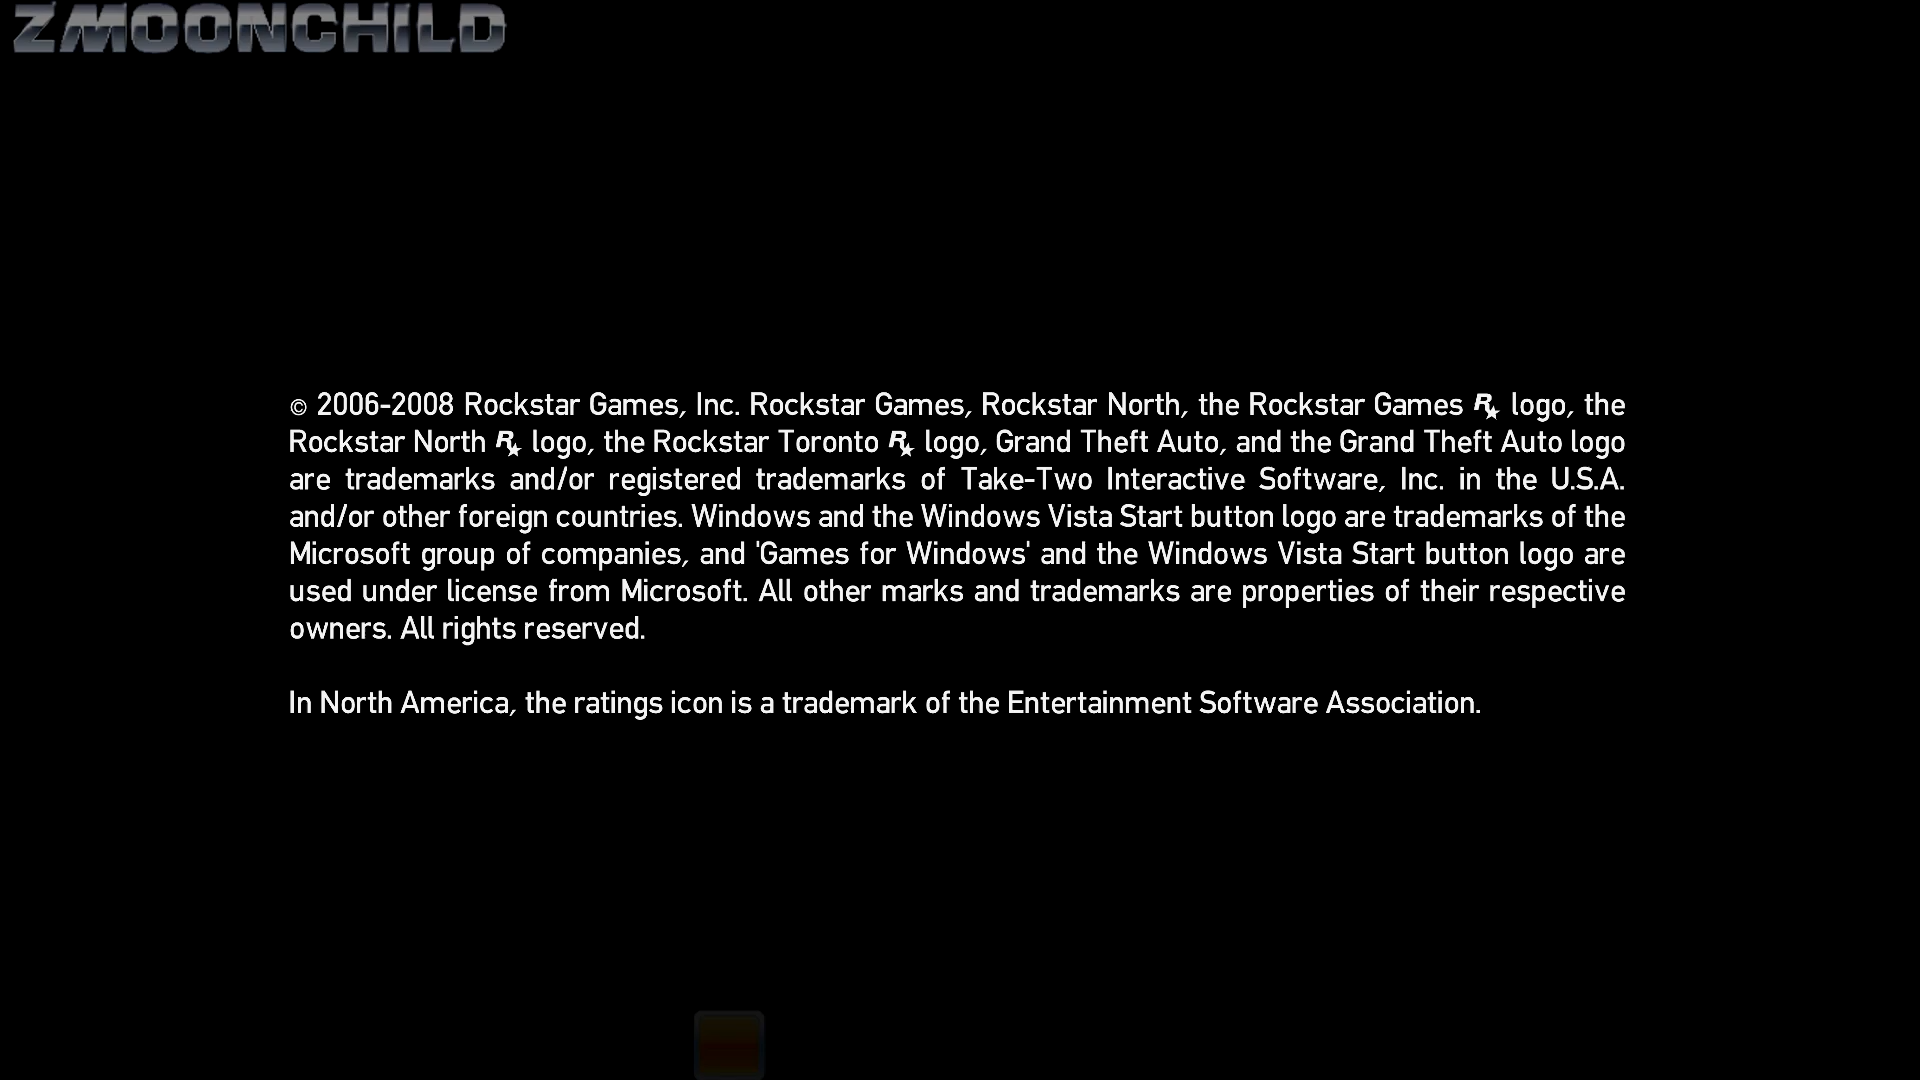 ZMOONCHILD
© 2006-2008 Rockstar Games, Inc. Rockstar Games, Rockstar North, the Rockstar Games R★ logo, the
Rockstar North R★ logo, the Rockstar Toronto R★ logo, Grand Theft Auto, and the Grand Theft Auto logo
are trademarks and/or registered trademarks of Take-Two Interactive Software, Inc. in the U.S.A.
and/or other foreign countries. Windows and the Windows Vista Start button logo are trademarks of the
Microsoft group of companies, and 'Games for Windows' and the Windows Vista Start button logo are
used under license from Microsoft. All other marks and trademarks are properties of their respective
owners. All rights reserved.
In North America, the ratings icon is a trademark of the Entertainment Software Association.